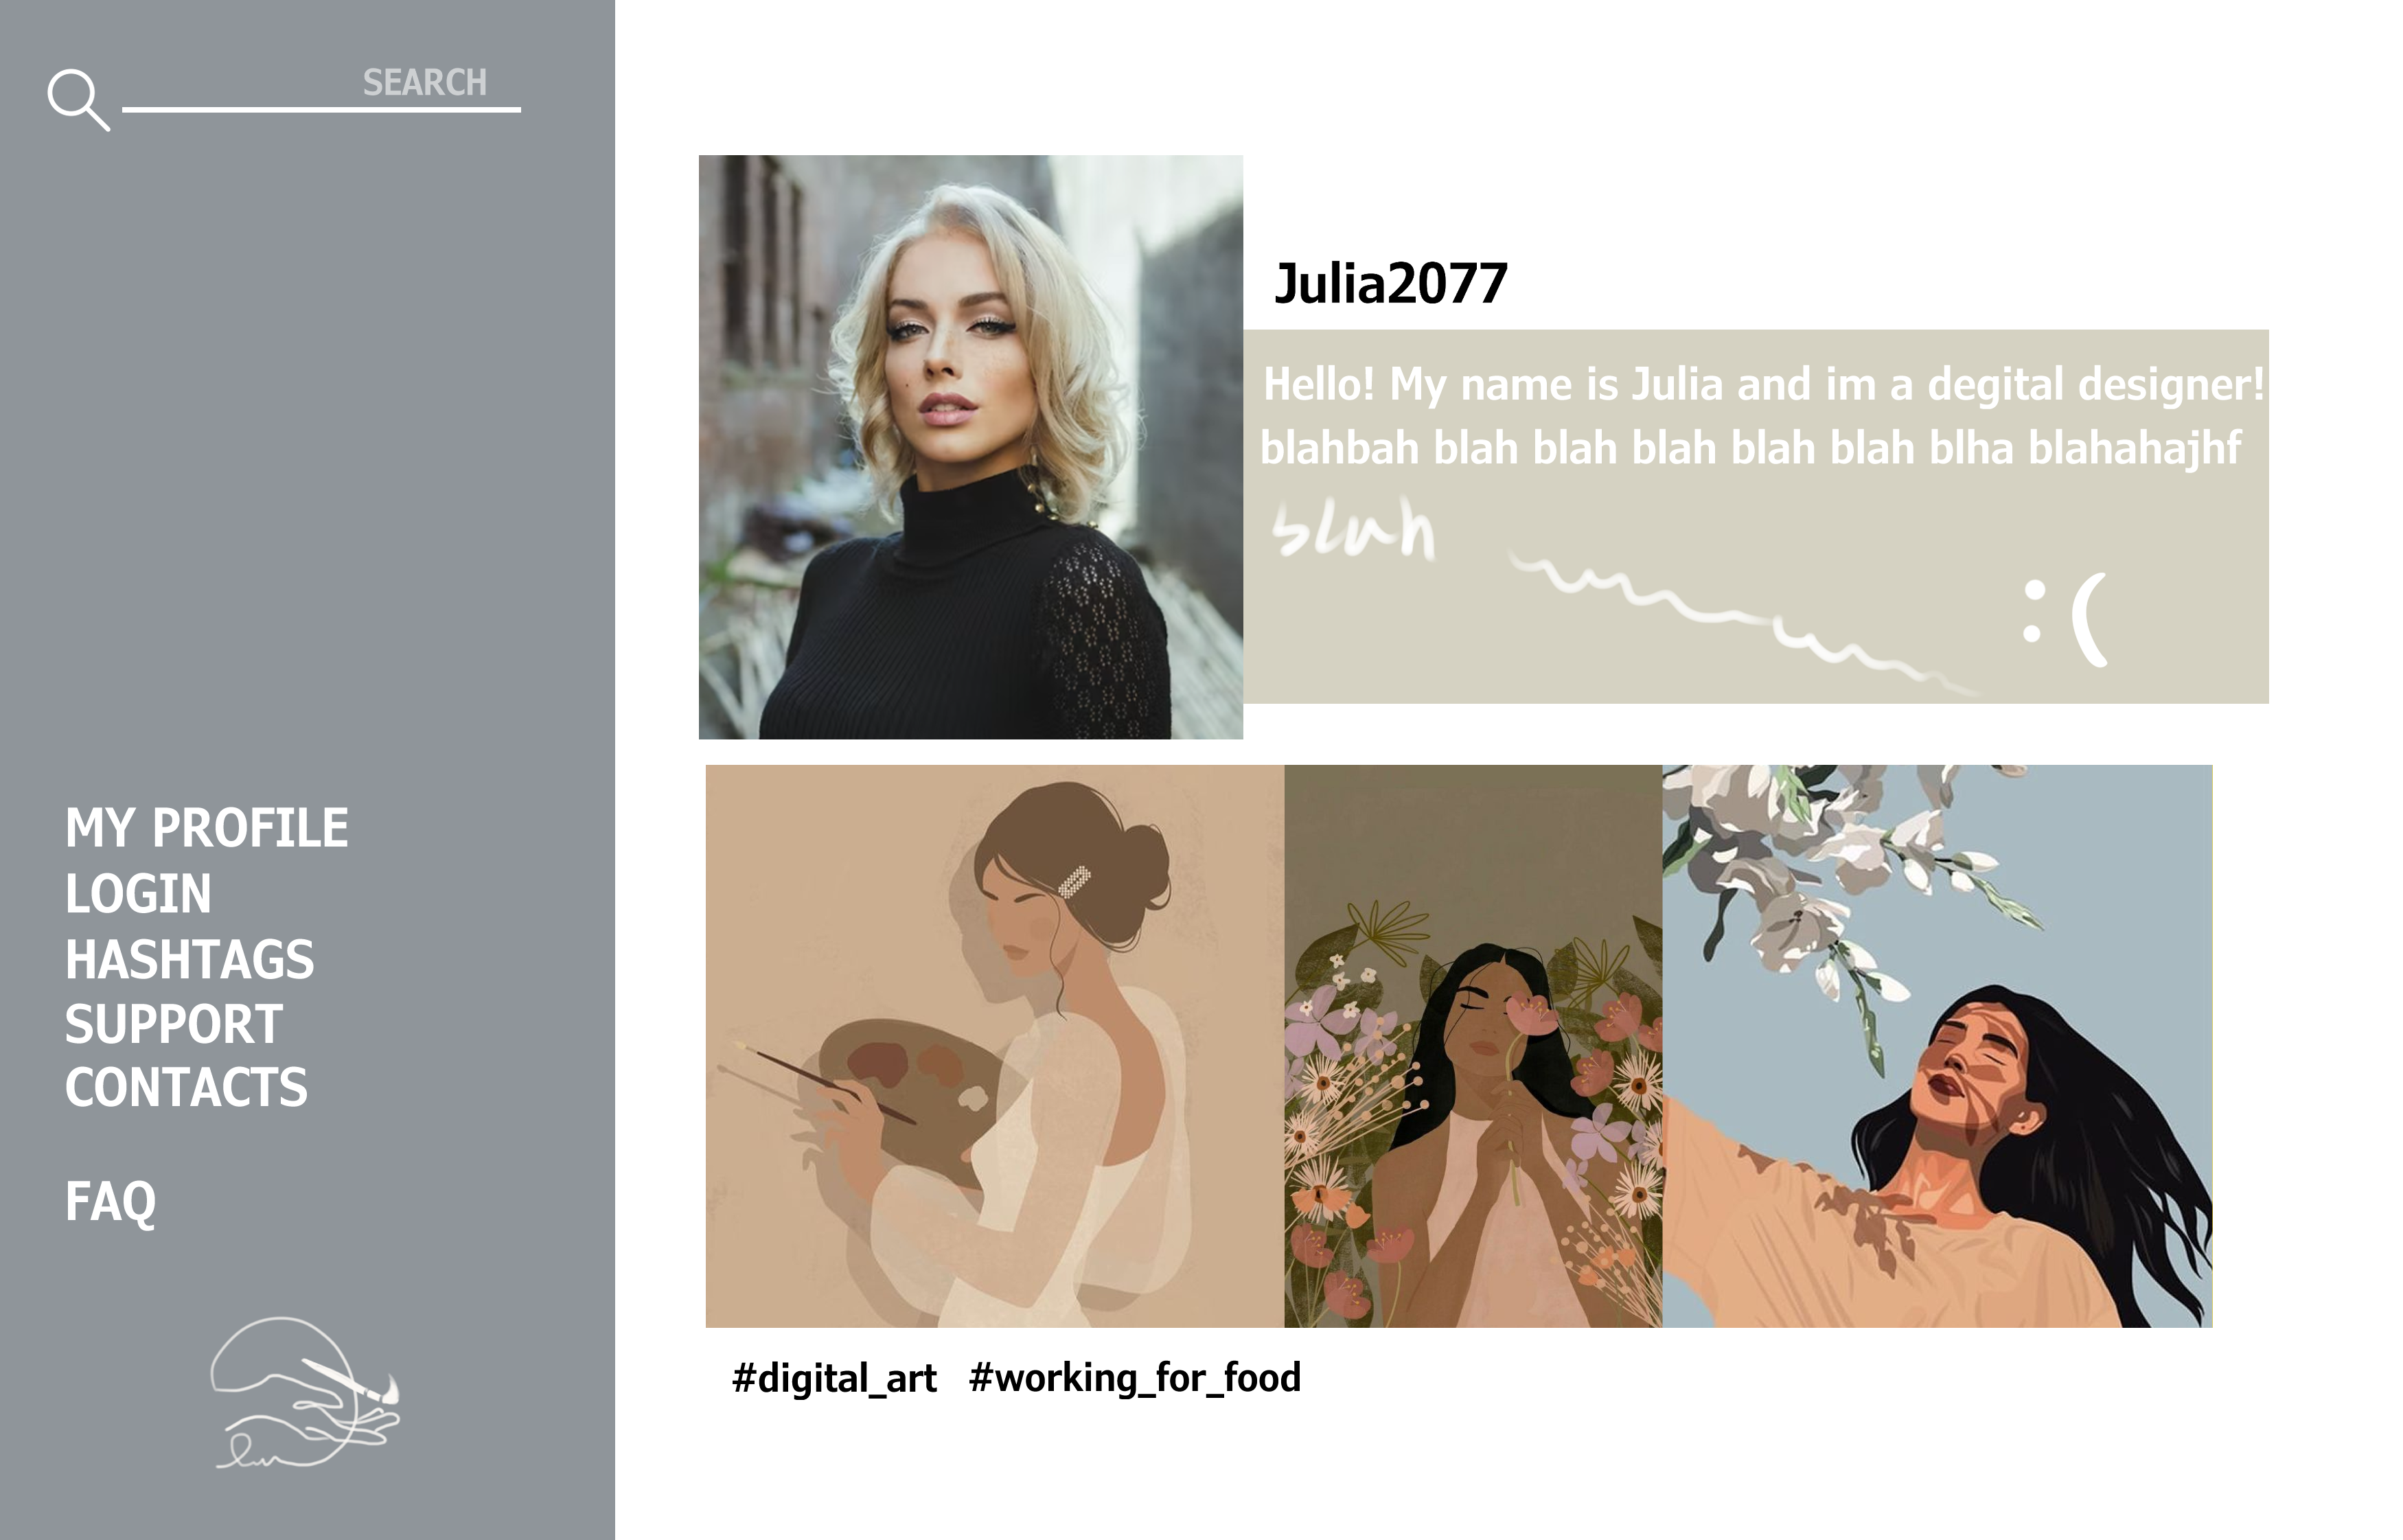 SEARCH
MY PROFILE
LOGIN
HASHTAGS
SUPPORT
CONTACTS
FAQ
Julia2077
Hello! My name is Julia and im a degital designer!
blahbah blah blah blah blah blah blha blahahajhf
blah
:(
#digital_art #working_for_food